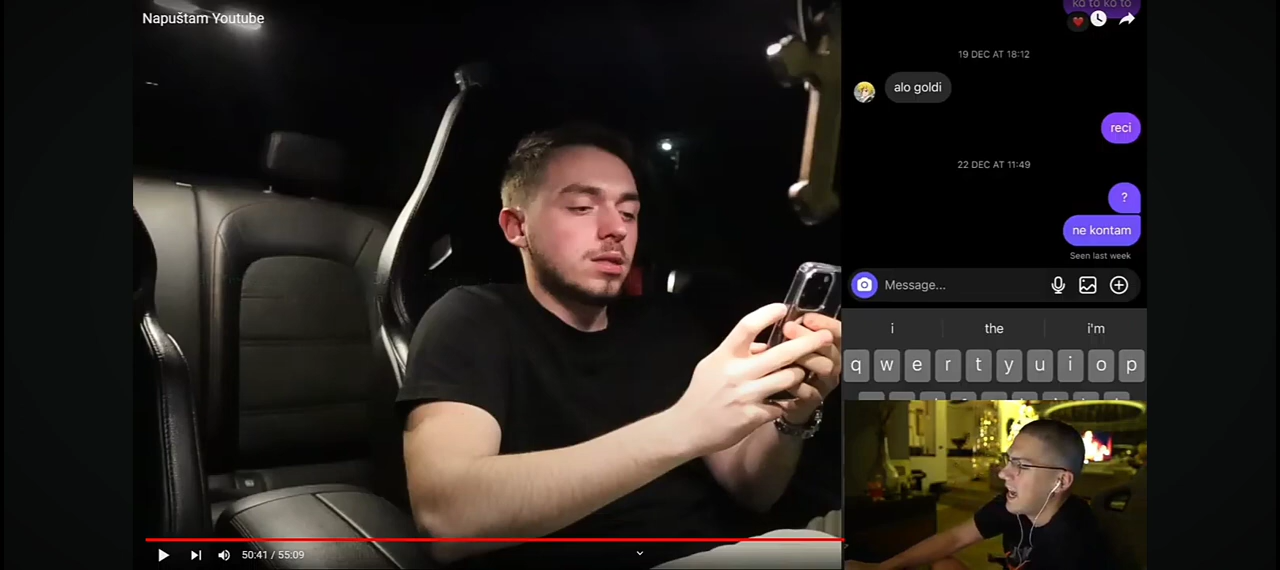 Napuštam Youtube
50:41 / 55:09
ko to ko to
19 DEC AT 18:12
alo goldi
reci
22 DEC AT 11:49
?
ne kontam
Seen last week
Message...
i the i'm
q w e r t y u i o p